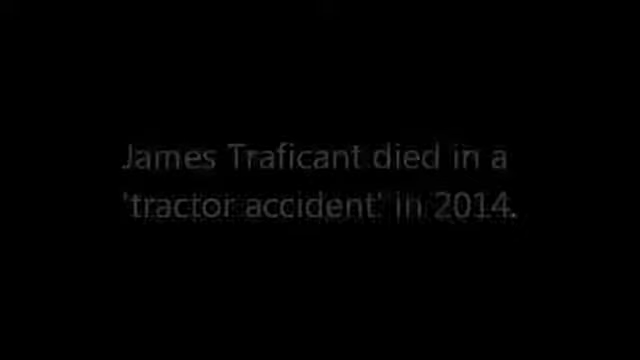 James Traficant died in a
'tractor accident' in 2014.